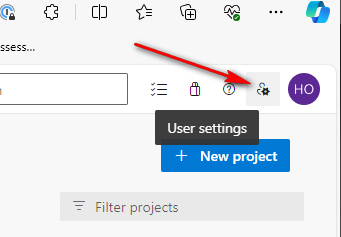 ssess...
n
HO
User settings
+ New project
Filter projects